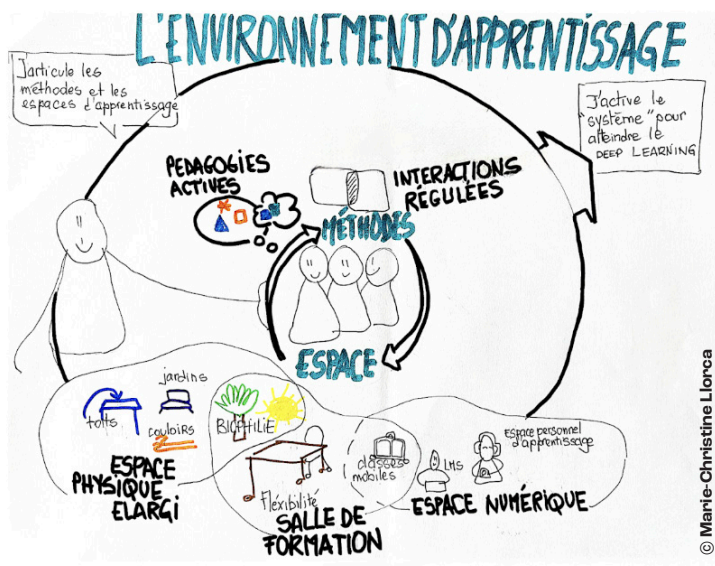 L'ENVIRONNEMENT D'APPRENTISSAGE
J'articule les
méthodes et les
espaces d'apprentissage
J'active le
"système" pour
atteindre le
DEEP LEARNING
PEDAGOGIES
ACTIVES
INTERACTIONS
RÉGULÉES
MÉTHODES
ESPACE
jardins
toits
couloirs
BIOPHILIE
ESPACE
PHYSIQUE
ELARGI
Fléxibilité
SALLE DE
FORMATION
classes
mobiles
LMS
Espace personnel
d'apprentissage
ESPACE NUMÉRIQUE
© Marie-Christine Llorca